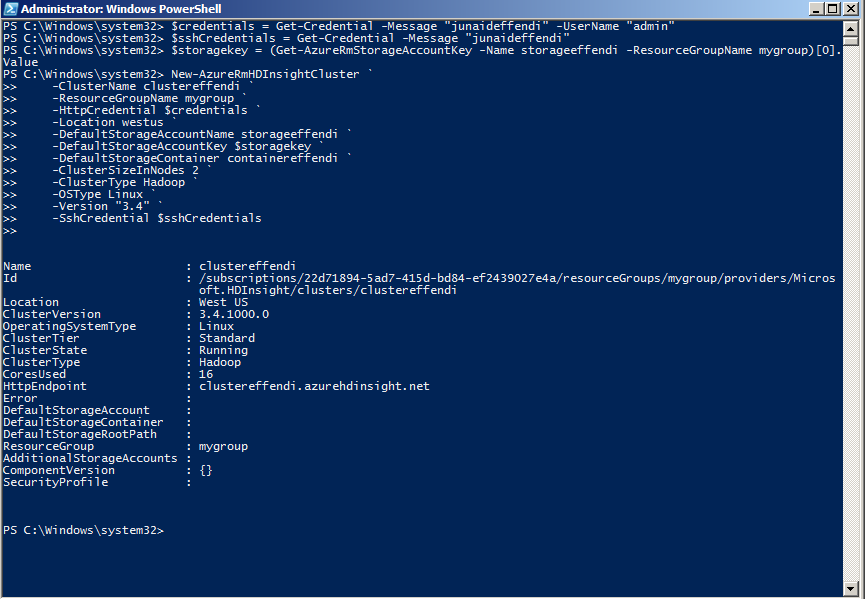 Administrator: Windows PowerShell
PS C:\Windows\system32> $credentials = Get-Credential -Message "junaideffendi" -UserName "admin"
PS C:\Windows\system32> $sshCredentials = Get-Credential -Message "junaideffendi"
PS C:\Windows\system32> $storagekey = (Get-AzureRmStorageAccountKey -Name storageeffendi -ResourceGroupName mygroup)[0].
Value
PS C:\Windows\system32> New-AzureRmHDInsightCluster `
>>     -ClusterName clustereffendi `
>>     -ResourceGroupName mygroup `
>>     -HttpCredential $credentials `
>>     -Location westus `
>>     -DefaultStorageAccountName storageeffendi `
>>     -DefaultStorageAccountKey $storagekey `
>>     -DefaultStorageContainer containereffendi `
>>     -ClusterSizeInNodes 2 `
>>     -ClusterType Hadoop `
>>     -OSType Linux `
>>     -Version "3.4" `
>>     -SshCredential $sshCredentials
>>
Name                      : clustereffendi
Id                        : /subscriptions/22d71894-5ad7-415d-bd84-ef2439027e4a/resourceGroups/mygroup/providers/Micros
                            oft.HDInsight/clusters/clustereffendi
Location                  : West US
ClusterVersion            : 3.4.1000.0
OperatingSystemType       : Linux
ClusterTier               : Standard
ClusterState              : Running
ClusterType               : Hadoop
CoresUsed                 : 16
HttpEndpoint              : clustereffendi.azurehdinsight.net
Error                     :
DefaultStorageAccount     :
DefaultStorageContainer   :
DefaultStorageRootPath    :
ResourceGroup             : mygroup
AdditionalStorageAccounts :
ComponentVersion          : {}
SecurityProfile           :
PS C:\Windows\system32>